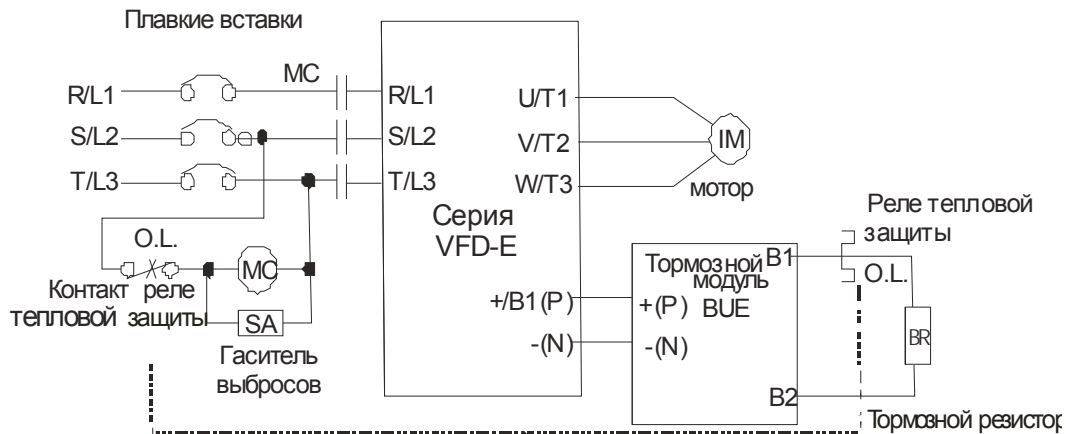 Плавкие вставки
MC
R/L1
R/L1
U/T1
S/L2
S/L2
V/T2
IM
T/L3
T/L3
W/T3
мотор
Серия
VFD-E
Реле тепловой
защиты
O.L.
O.L.
MC
Контакт реле
тепловой защиты
SA
Гаситель
выбросов
Тормозной
модуль
BUE
B1
+/B1(P)
+(P)
-(N)
-(N)
BR
B2
Тормозной резистор